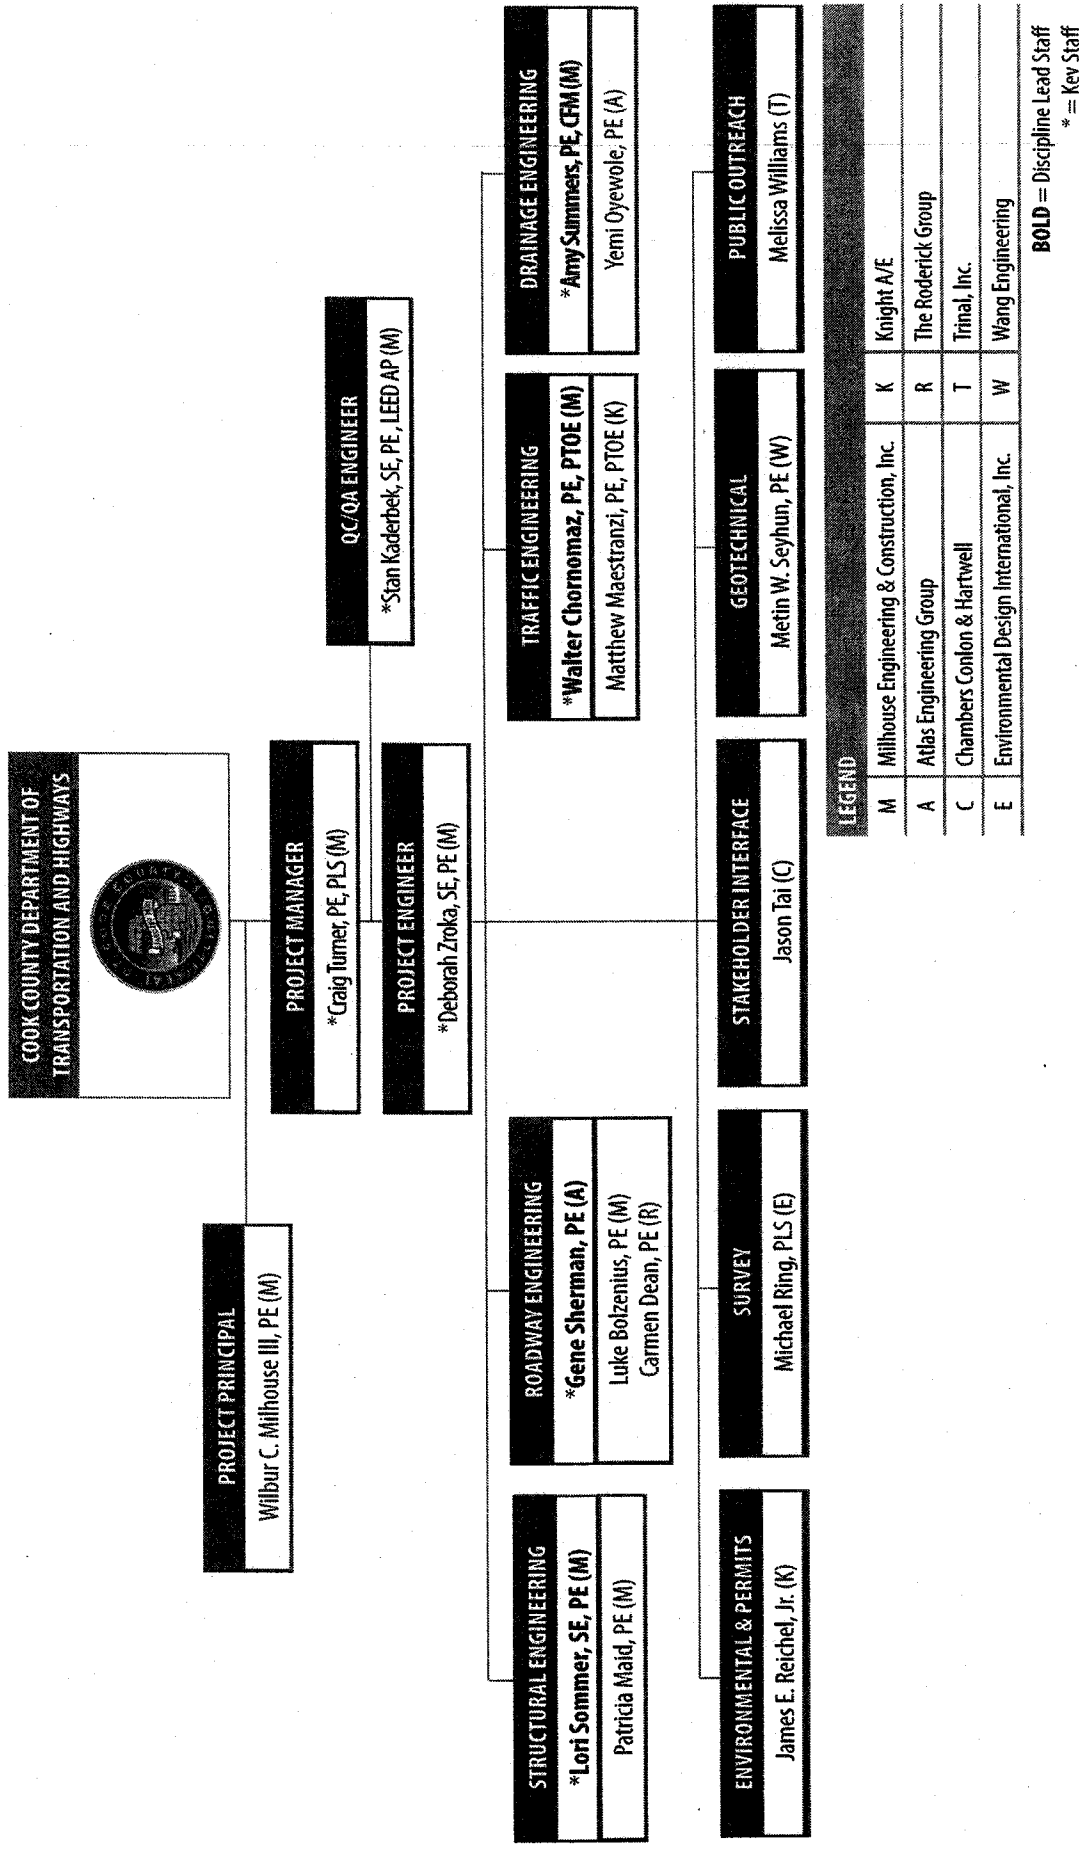 COOK COUNTY DEPARTMENT OF
TRANSPORTATION AND HIGHWAYS
PROJECT PRINCIPAL
Wilbur C. Milhouse III, PE (M)
PROJECT MANAGER
*Craig Turner, PE, PLS (M)
QC/QA ENGINEER
*Stan Kaderbek, SE, PE, LEED AP (M)
PROJECT ENGINEER
*Deborah Zroka, SE, PE (M)
STRUCTURAL ENGINEERING
*Lori Sommer, SE, PE (M)
Patricia Maid, PE (M)
ROADWAY ENGINEERING
*Gene Sherman, PE (A)
Luke Bolzenius, PE (M)
Carmen Dean, PE (R)
TRAFFIC ENGINEERING
*Walter Chornomaz, PE, PTOE (M)
Matthew Maestranzi, PE, PTOE (K)
DRAINAGE ENGINEERING
*Amy Summers, PE, CFM (M)
Yemi Oyewole, PE (A)
ENVIRONMENTAL & PERMITS
James E. Reichel, Jr. (K)
SURVEY
Michael Ring, PLS (E)
STAKEHOLDER INTERFACE
Jason Tai (C)
GEOTECHNICAL
Metin W. Seyhun, PE (W)
PUBLIC OUTREACH
Melissa Williams (T)
LEGEND
M Milhouse Engineering & Construction, Inc. K Knight A/E
A Atlas Engineering Group R The Roderick Group
C Chambers Conlon & Hartwell T Trinal, Inc.
E Environmental Design International, Inc. W Wang Engineering
BOLD = Discipline Lead Staff
* = Key Staff